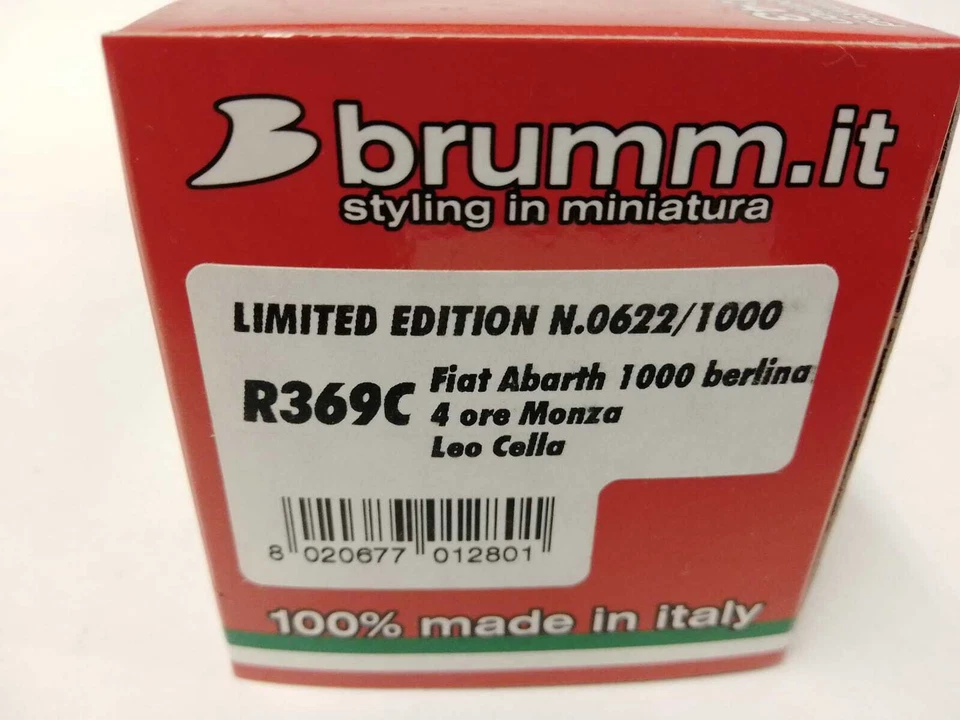 brumm.it
styling in miniatura
LIMITED EDITION N.0622/1000
R369C
Fiat Abarth 1000 berlina
4 ore Monza
Leo Cella
8 020677 012801
100% made in italy